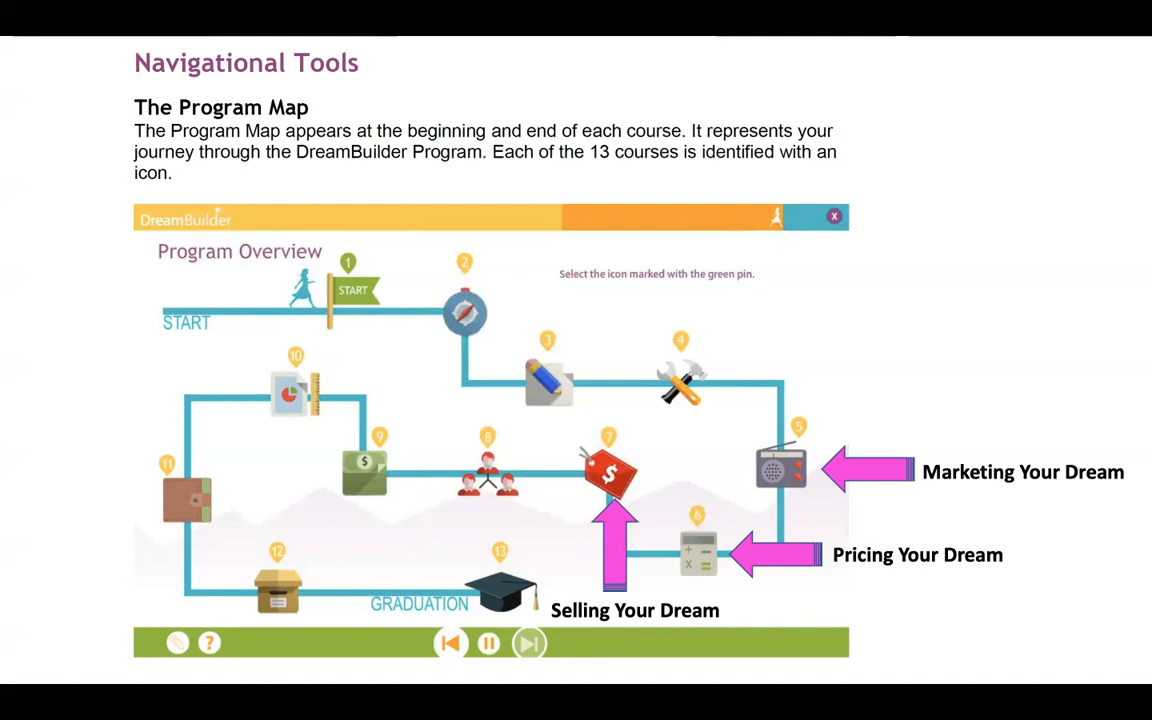 Navigational Tools
The Program Map
The Program Map appears at the beginning and end of each course. It represents your
journey through the DreamBuilder Program. Each of the 13 courses is identified with an
icon.
DreamBuilder
X
Program Overview
1
2
Select the icon marked with the green pin.
START
START
3
4
10
5
9
8
7
11
$
$
Marketing Your Dream
6
+ −
x =
Pricing Your Dream
12
13
GRADUATION
Selling Your Dream
?